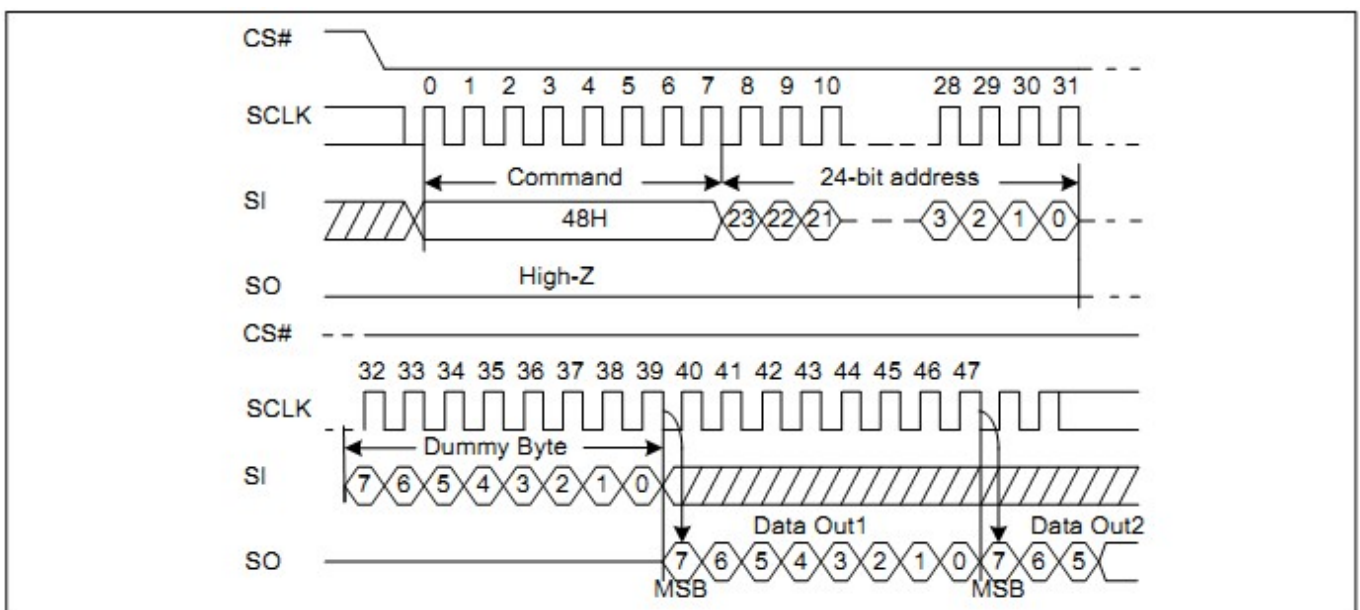 CS#
0 1 2 3 4 5 6 7 8 9 10 28 29 30 31
SCLK
Command 24-bit address
SI
48H 23 22 21 3 2 1 0
High-Z
SO
CS#
32 33 34 35 36 37 38 39 40 41 42 43 44 45 46 47
SCLK
Dummy Byte
SI
7 6 5 4 3 2 1 0
Data Out1 Data Out2
SO
7 6 5 4 3 2 1 0 7 6 5
MSB MSB